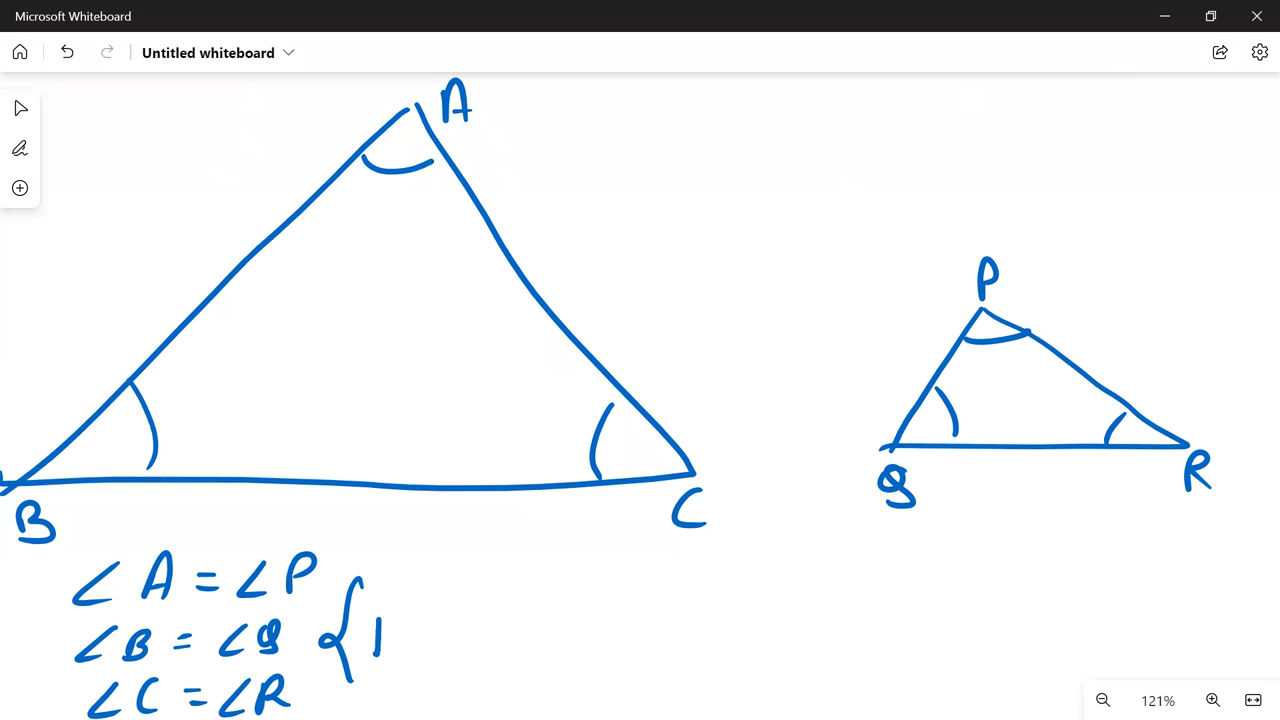 Microsoft Whiteboard
Untitled whiteboard
A
P
B
C
Q
R
∠A = ∠P
∠B = ∠Q
∠C = ∠R
121%